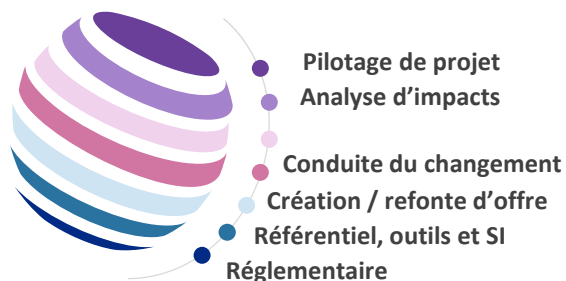 Pilotage de projet
Analyse d’impacts
Conduite du changement
Création / refonte d’offre
Référentiel, outils et SI
Réglementaire